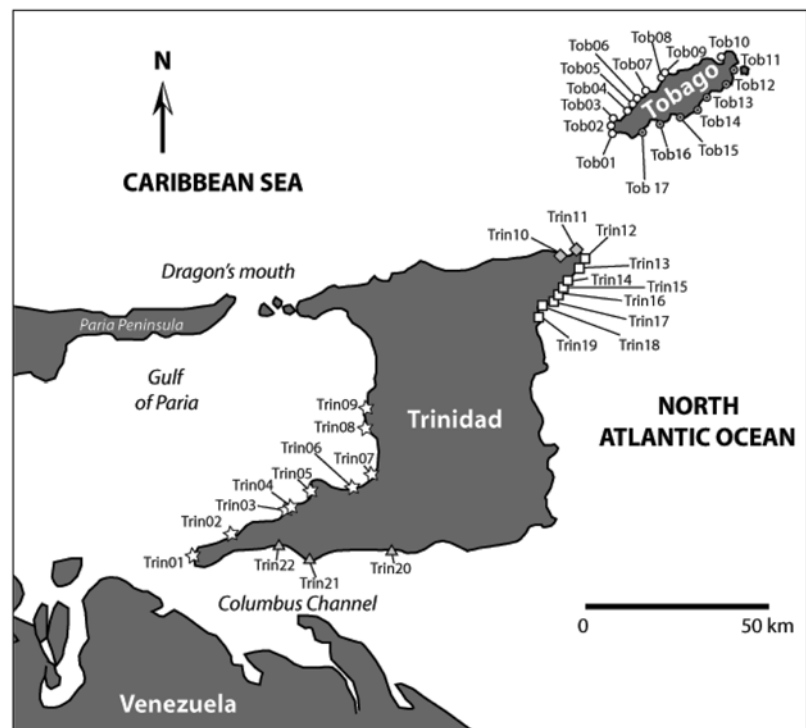 Tob08
Tob06
Tob09
Tob10
Tob05
Tob07
Tob11
Tob04
Tob12
Tob03
Tobago
Tob13
Tob02
Tob14
Tob01
Tob16
Tob15
Tob 17
N
CARIBBEAN SEA
Trin11
Trin10
Trin12
Trin13
Dragon's mouth
Trin14
Trin15
Trin16
Paria Peninsula
Trin17
Trin19
Trin18
Gulf
of Paria
Trin09
Trinidad
NORTH
ATLANTIC OCEAN
Trin08
Trin06
Trin07
Trin05
Trin04
Trin03
Trin02
Trin01
Trin22
Trin20
Trin21
Columbus Channel
0
50 km
Venezuela